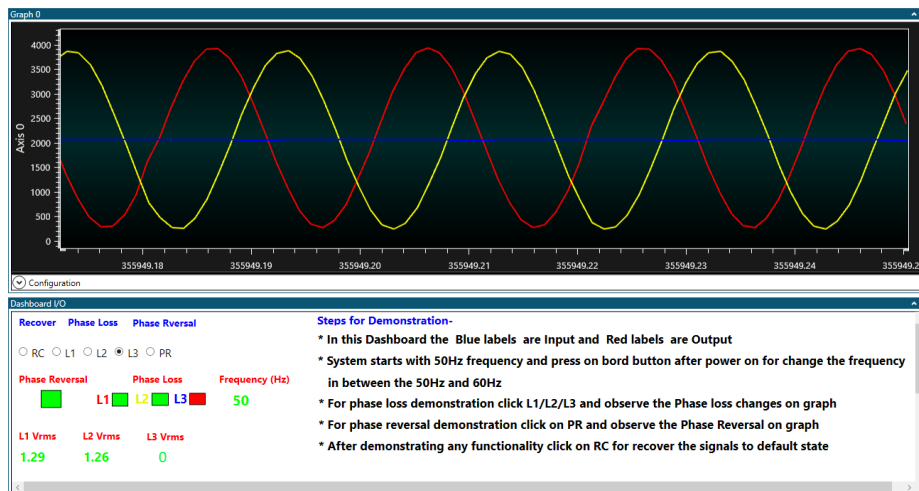 Graph 0
4000
3500
3000
2500
2000
1500
1000
500
0
Axis 0
355949.18 355949.19 355949.20 355949.21 355949.22 355949.23 355949.24 355949.2
Configuration
Dashboard I/O
Recover Phase Loss Phase Rversal
RC L1 L2 L3 PR
Phase Reversal Phase Loss Frequency (Hz)
L1 L2 L3 50
L1 Vrms L2 Vrms L3 Vrms
1.29 1.26 0
Steps for Demonstration-
* In this Dashboard the Blue labels are Input and Red labels are Output
* System starts with 50Hz frequency and press on bord button after power on for change the frequency
in between the 50Hz and 60Hz
* For phase loss demonstration click L1/L2/L3 and observe the Phase loss changes on graph
* For phase reversal demonstration click on PR and observe the Phase Reversal on graph
* After demonstrating any functionality click on RC for recover the signals to default state